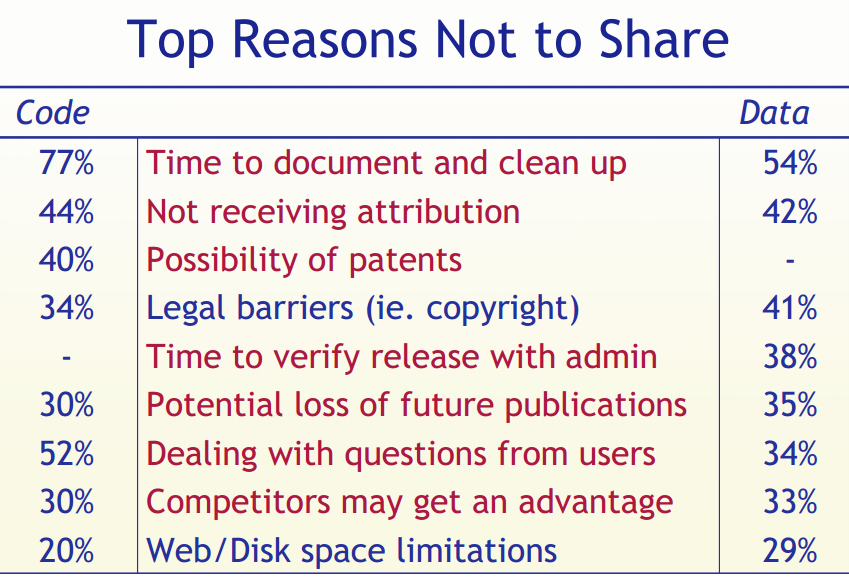 Top Reasons Not to Share
Code Data
77% Time to document and clean up 54%
44% Not receiving attribution 42%
40% Possibility of patents -
34% Legal barriers (ie. copyright) 41%
- Time to verify release with admin 38%
30% Potential loss of future publications 35%
52% Dealing with questions from users 34%
30% Competitors may get an advantage 33%
20% Web/Disk space limitations 29%